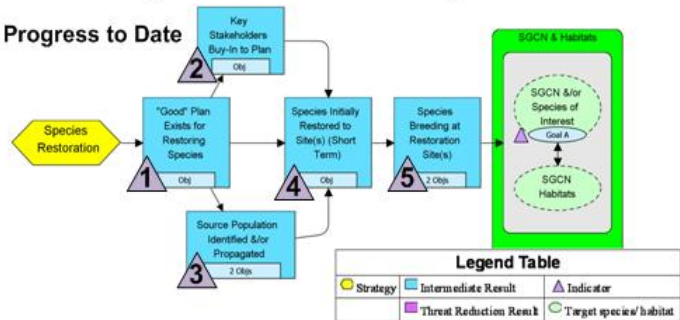 Progress to Date
Species
Restoration
Key
Stakeholders
Buy-In to Plan
Obj
2
"Good" Plan
Exists for
Restoring
Species
Obj
1
Source Population
Identified &/or
Propagated
2 Objs
3
Species Initially
Restored to
Site(s) (Short
Term)
Obj
4
Species
Breeding at
Restoration
Site(s)
2 Objs
5
SGCN & Habitats
SGCN &/or
Species of
Interest
Goal A
SGCN
Habitats
Legend Table
Strategy
Intermediate Result
Indicator
Threat Reduction Result
Target species/habitat